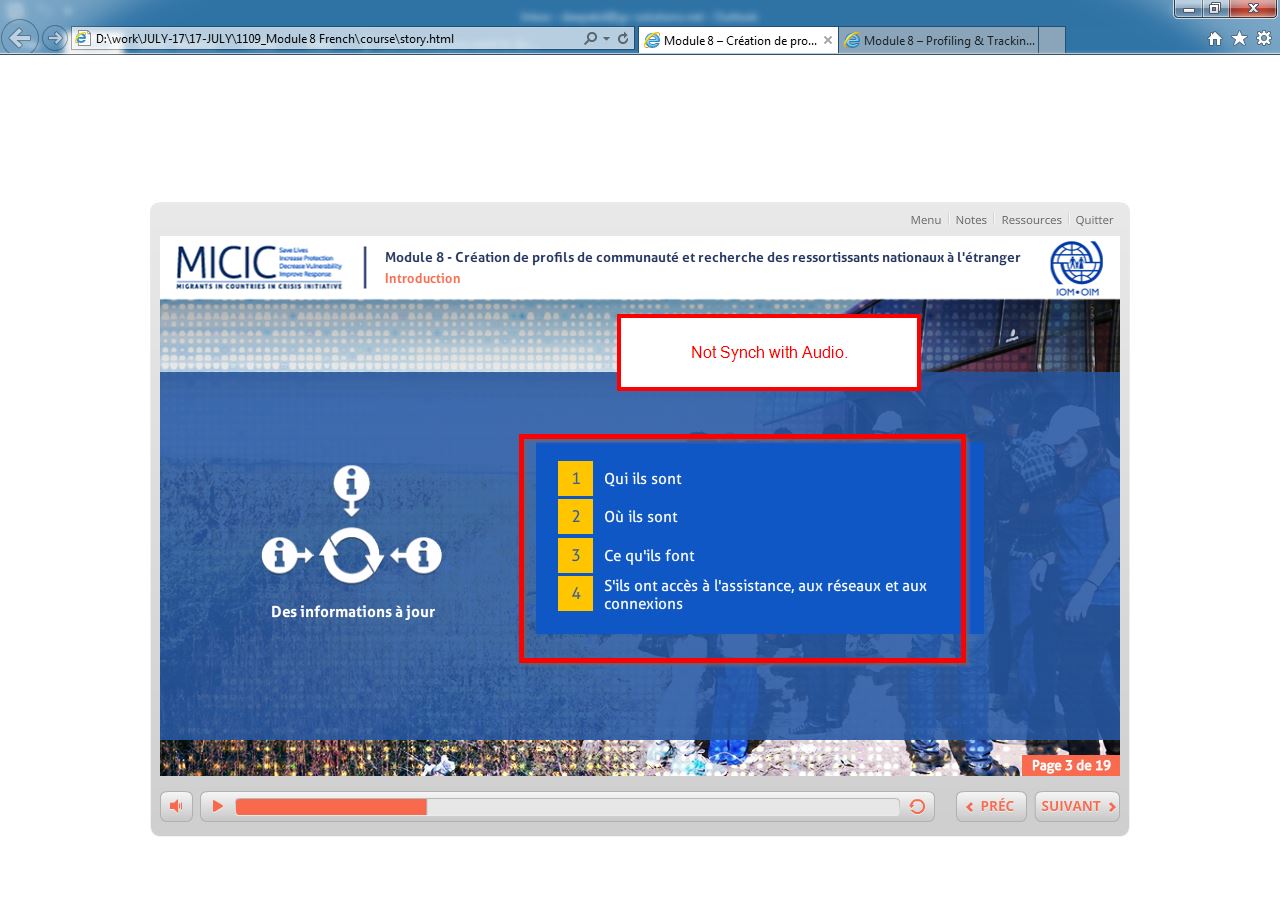 D:\work\JULY-17\17-JULY\1109_Module 8 French\course\story.html
Module 8 – Création de pro...
Module 8 – Profiling & Trackin...
Menu Notes Ressources Quitter
MICIC
Save Lives
Increase Protection
Decrease Vulnerability
Improve Response
MIGRANTS IN COUNTRIES IN CRISIS INITIATIVE
Module 8 - Création de profils de communauté et recherche des ressortissants nationaux à l'étranger
Introduction
IOM•OIM
Not Synch with Audio.
1 Qui ils sont
2 Où ils sont
3 Ce qu'ils font
4 S'ils ont accès à l'assistance, aux réseaux et aux
connexions
Des informations à jour
Page 3 de 19
PRÉC
SUIVANT